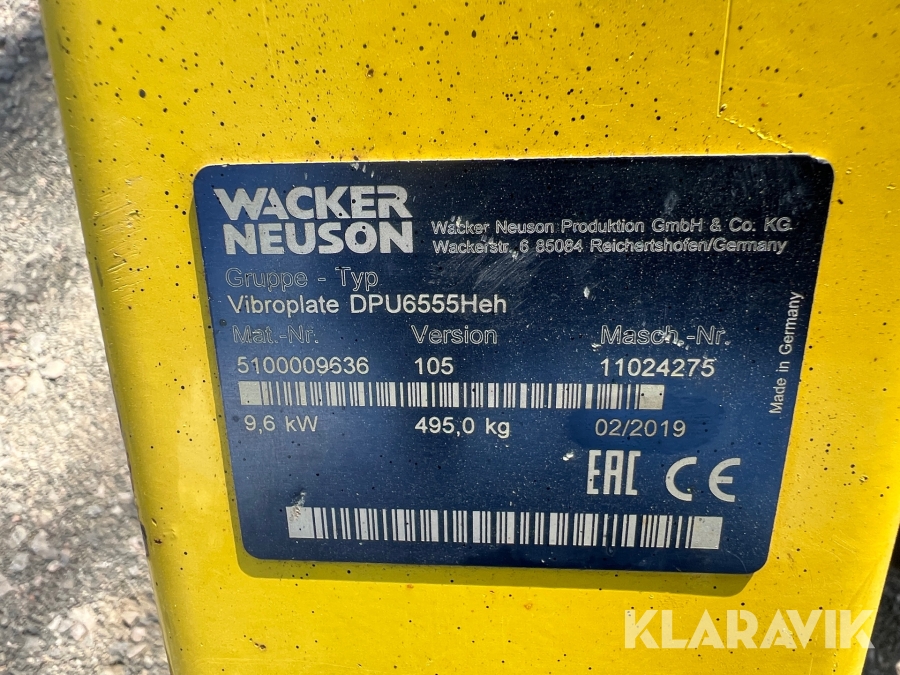 WACKER
NEUSON
Wacker Neuson Produktion GmbH & Co. KG
Wackerstr. 6 85084 Reichertshofen/Germany
Gruppe - Typ
Vibroplate DPU6555Heh
Mat.-Nr. Version Masch.-Nr.
5100009636 105 11024275
9,6 kW 495,0 kg 02/2019
EAC CE
Made in Germany
KLARAVIK